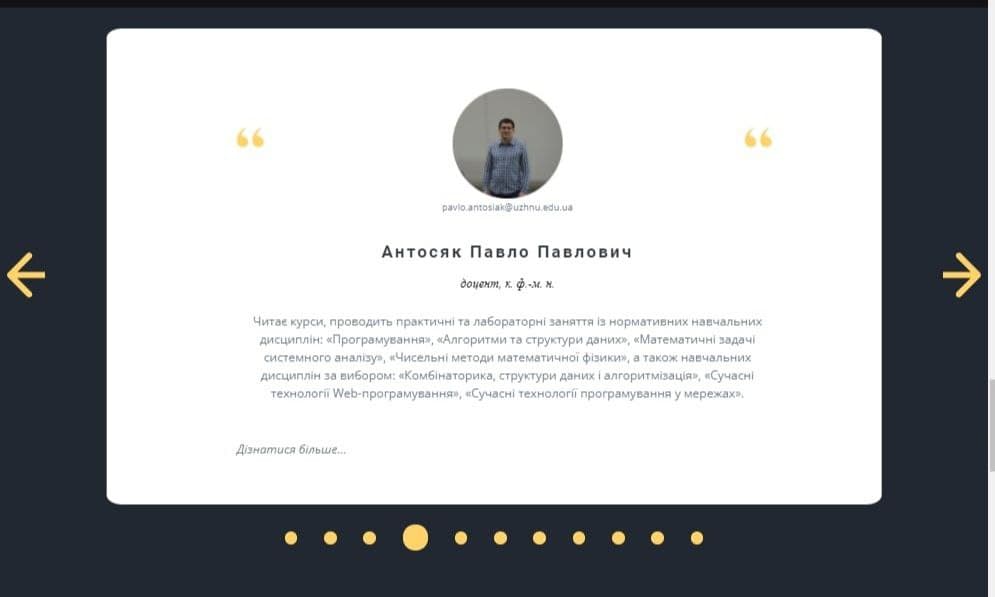 pavlo.antosiak@uzhnu.edu.ua
Антосяк Павло Павлович
доцент, к. ф.-м. н.
Читає курси, проводить практичні та лабораторні заняття із нормативних навчальних
дисциплін: «Програмування», «Алгоритми та структури даних», «Математичні задачі
системного аналізу», «Чисельні методи математичної фізики», а також навчальних
дисциплін за вибором: «Комбінаторика, структури даних і алгоритмізація», «Сучасні
технології Web-програмування», «Сучасні технології програмування у мережах».
Дізнатися більше...